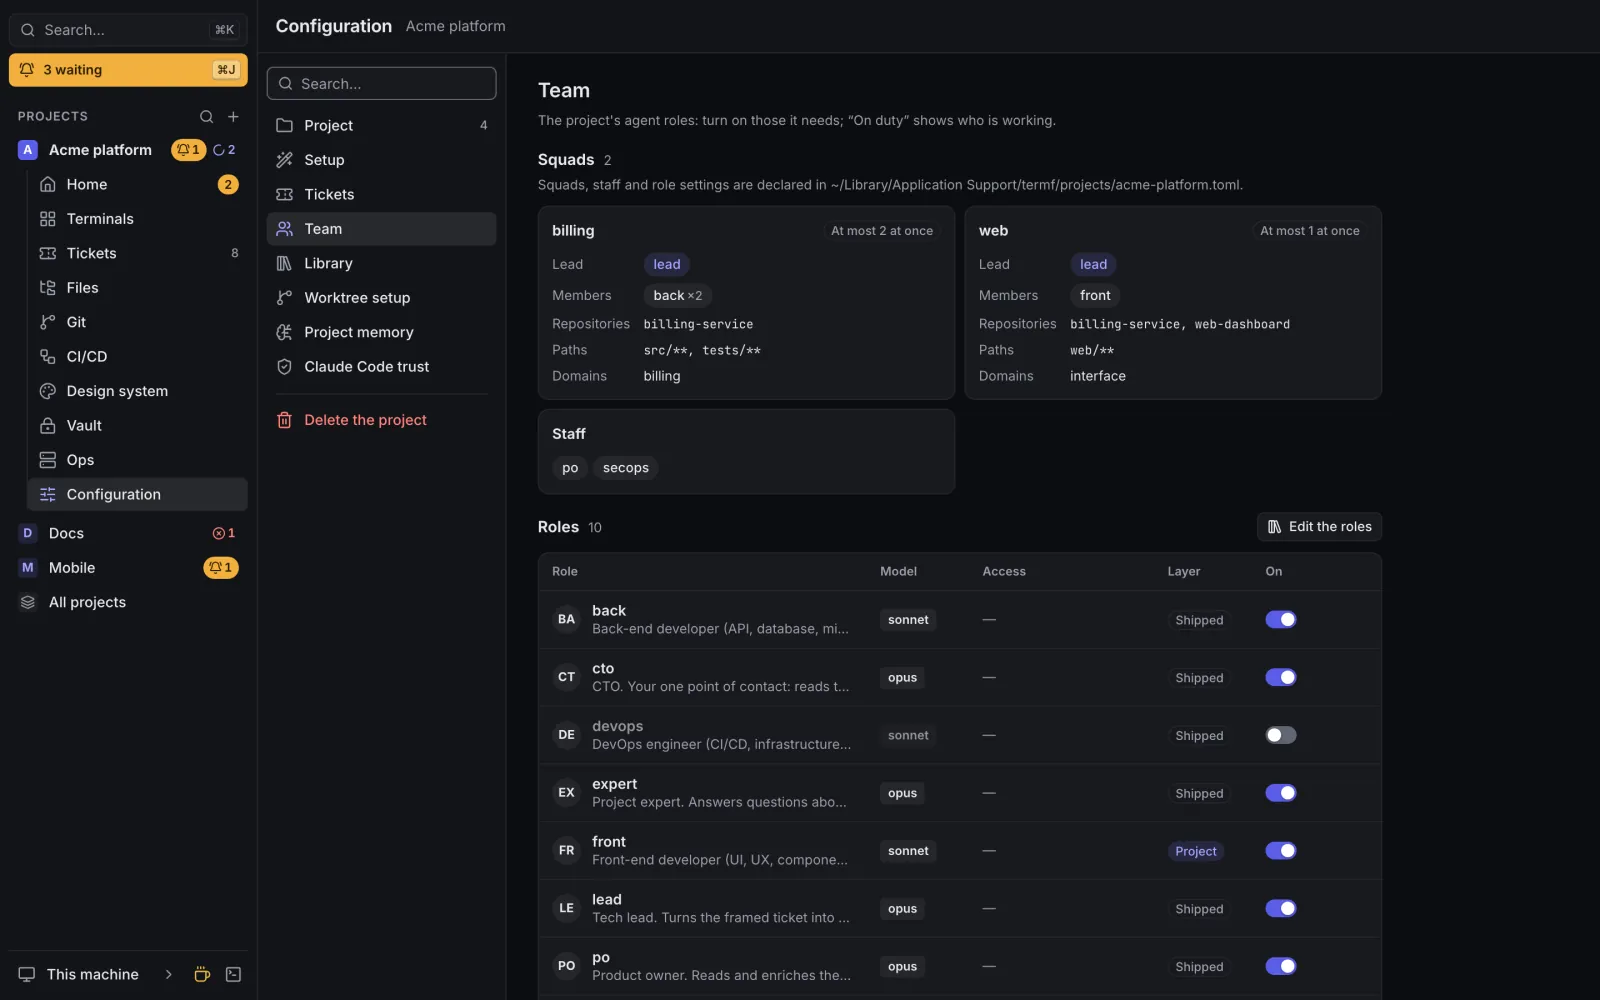 Search...
⌘K
3 waiting
⌘J
PROJECTS
A Acme platform 1 2
Home 2
Terminals
Tickets 8
Files
Git
CI/CD
Design system
Vault
Ops
Configuration
D Docs 1
M Mobile 1
All projects
This machine
Configuration Acme platform
Search...
Project 4
Setup
Tickets
Team
Library
Worktree setup
Project memory
Claude Code trust
Delete the project
Team
The project's agent roles: turn on those it needs; “On duty” shows who is working.
Squads 2
Squads, staff and role settings are declared in ~/Library/Application Support/termf/projects/acme-platform.toml.
billing At most 2 at once
Lead lead
Members back ×2
Repositories billing-service
Paths src/**, tests/**
Domains billing
web At most 1 at once
Lead lead
Members front
Repositories billing-service, web-dashboard
Paths web/**
Domains interface
Staff
po secops
Roles 10
Edit the roles
Role Model Access Layer On
BA back sonnet — Shipped
Back-end developer (API, database, mi...
CT cto opus — Shipped
CTO. Your one point of contact: reads t...
DE devops sonnet — Shipped
DevOps engineer (CI/CD, infrastructure...
EX expert opus — Shipped
Project expert. Answers questions abo...
FR front sonnet — Project
Front-end developer (UI, UX, compone...
LE lead opus — Shipped
Tech lead. Turns the framed ticket into ...
PO po opus — Shipped
Product owner. Reads and enriches the...